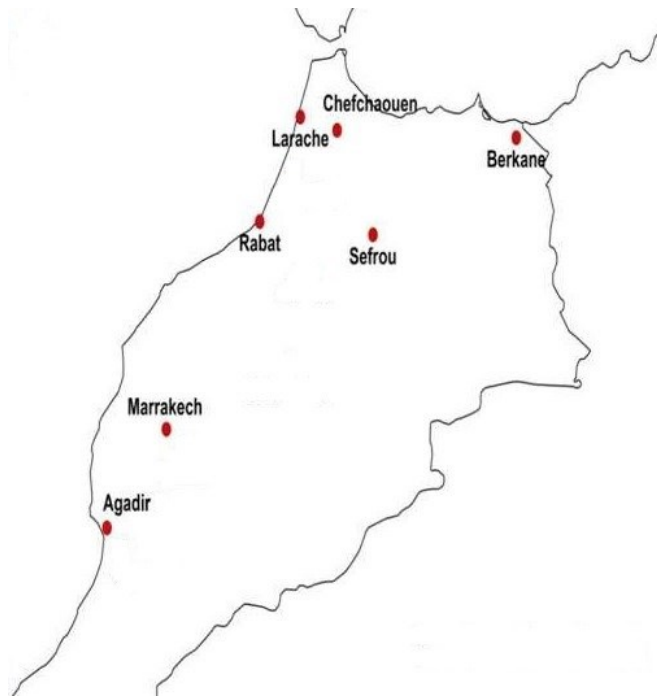 Chefchaouen
Larache
Berkane
Rabat
Sefrou
Marrakech
Agadir